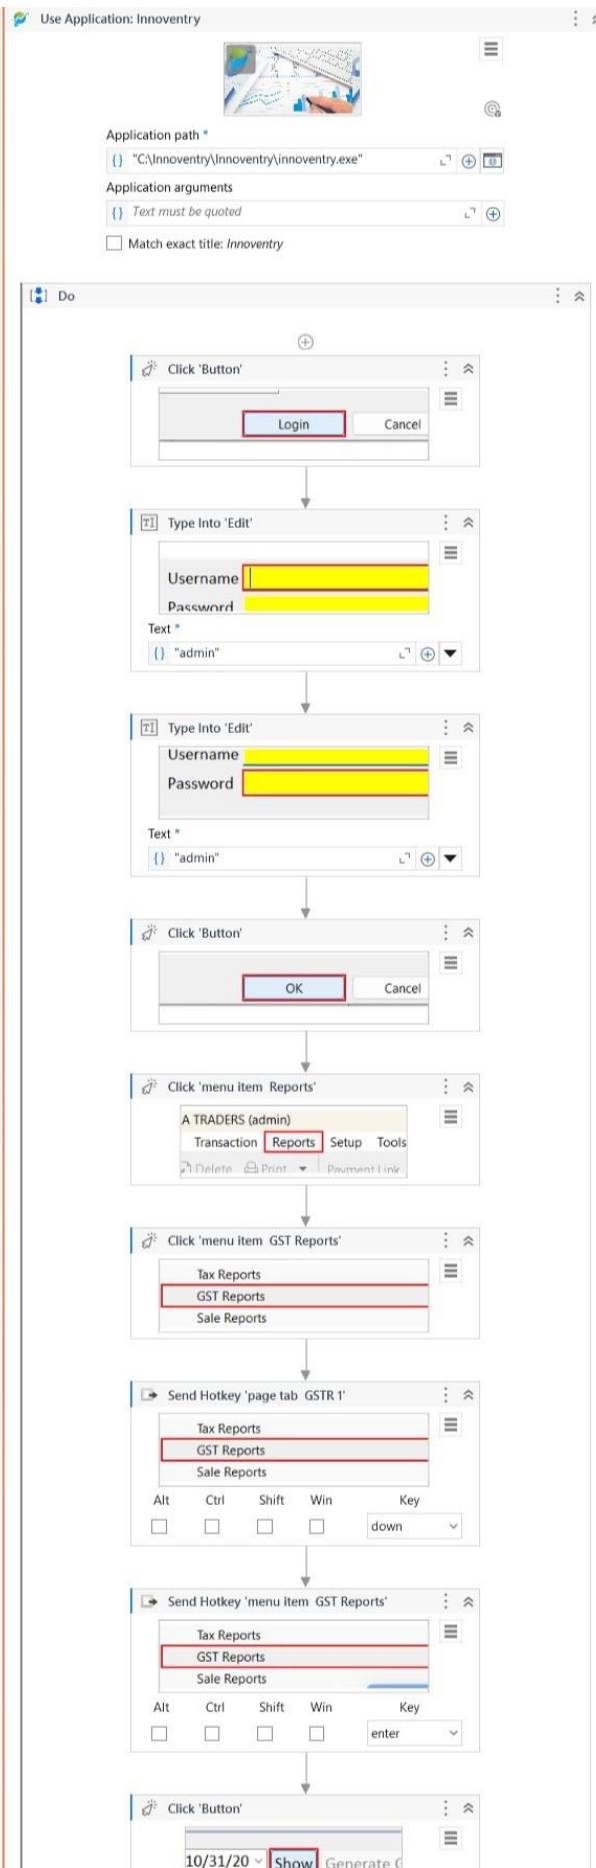 Use Application: Innoventry
Application path *
{} "C:\Innoventry\Innoventry\innoventry.exe"
Application arguments
{} Text must be quoted
Match exact title: Innoventry
Do
Click 'Button'
Login Cancel
TI Type Into 'Edit'
Username
Password
Text *
{} "admin"
TI Type Into 'Edit'
Username
Password
Text *
{} "admin"
Click 'Button'
OK Cancel
Click 'menu item Reports'
A TRADERS (admin)
Transaction Reports Setup Tools
Delete Print Payment Link
Click 'menu item GST Reports'
Tax Reports
GST Reports
Sale Reports
Send Hotkey 'page tab GSTR 1'
Tax Reports
GST Reports
Sale Reports
Alt Ctrl Shift Win Key
down
Send Hotkey 'menu item GST Reports'
Tax Reports
GST Reports
Sale Reports
Alt Ctrl Shift Win Key
enter
Click 'Button'
10/31/20 Show Generate G